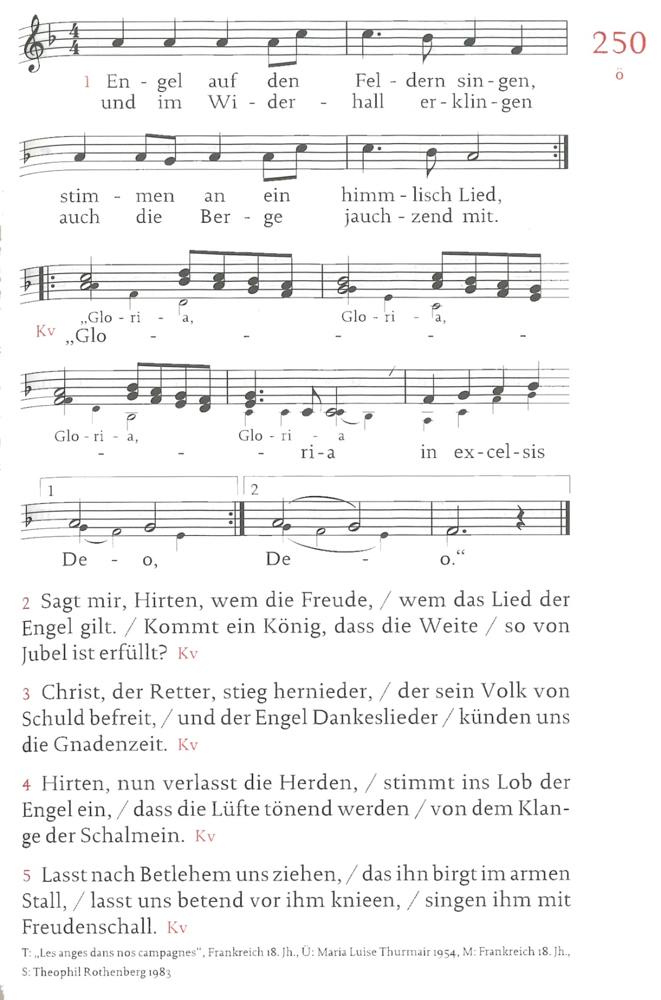 250
ö
1 En - gel auf den Fel - dern sin - gen,
und im Wi - der - hall er - klin - gen
stim - men an ein himm - lisch Lied,
auch die Ber - ge jauch - zend mit.
„Glo - ri - a, Glo - ri - a,
Kv „Glo - - - - - -
Glo - ri - a, Glo - ri - a
- - - ri - a in ex - cel - sis
1 2
De - o, De - o.“
2 Sagt mir, Hirten, wem die Freude, / wem das Lied der
Engel gilt. / Kommt ein König, dass die Weite / so von
Jubel ist erfüllt? Kv
3 Christ, der Retter, stieg hernieder, / der sein Volk von
Schuld befreit, / und der Engel Dankeslieder / künden uns
die Gnadenzeit. Kv
4 Hirten, nun verlasst die Herden, / stimmt ins Lob der
Engel ein, / dass die Lüfte tönend werden / von dem Klan-
ge der Schalmein. Kv
5 Lasst nach Betlehem uns ziehen, / das ihn birgt im armen
Stall, / lasst uns betend vor ihm knieen, / singen ihm mit
Freudenschall. Kv
T: „Les anges dans nos campagnes“, Frankreich 18. Jh., Ü: Maria Luise Thurmair 1954, M: Frankreich 18. Jh.,
S: Theophil Rothenberg 1983